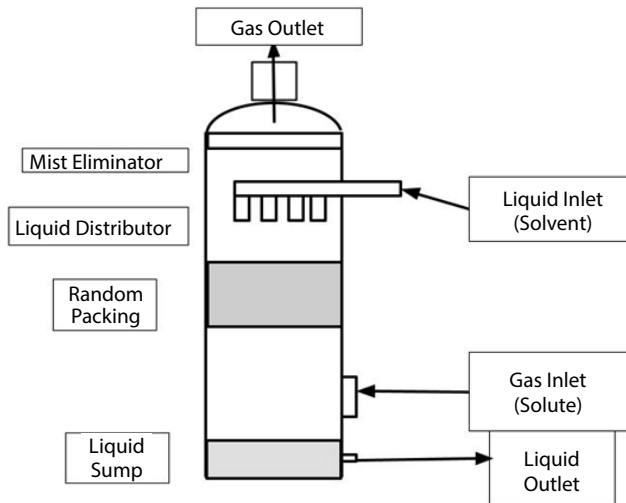 Gas Outlet
Mist Eliminator
Liquid Distributor
Liquid Inlet
(Solvent)
Random
Packing
Gas Inlet
(Solute)
Liquid
Sump
Liquid
Outlet